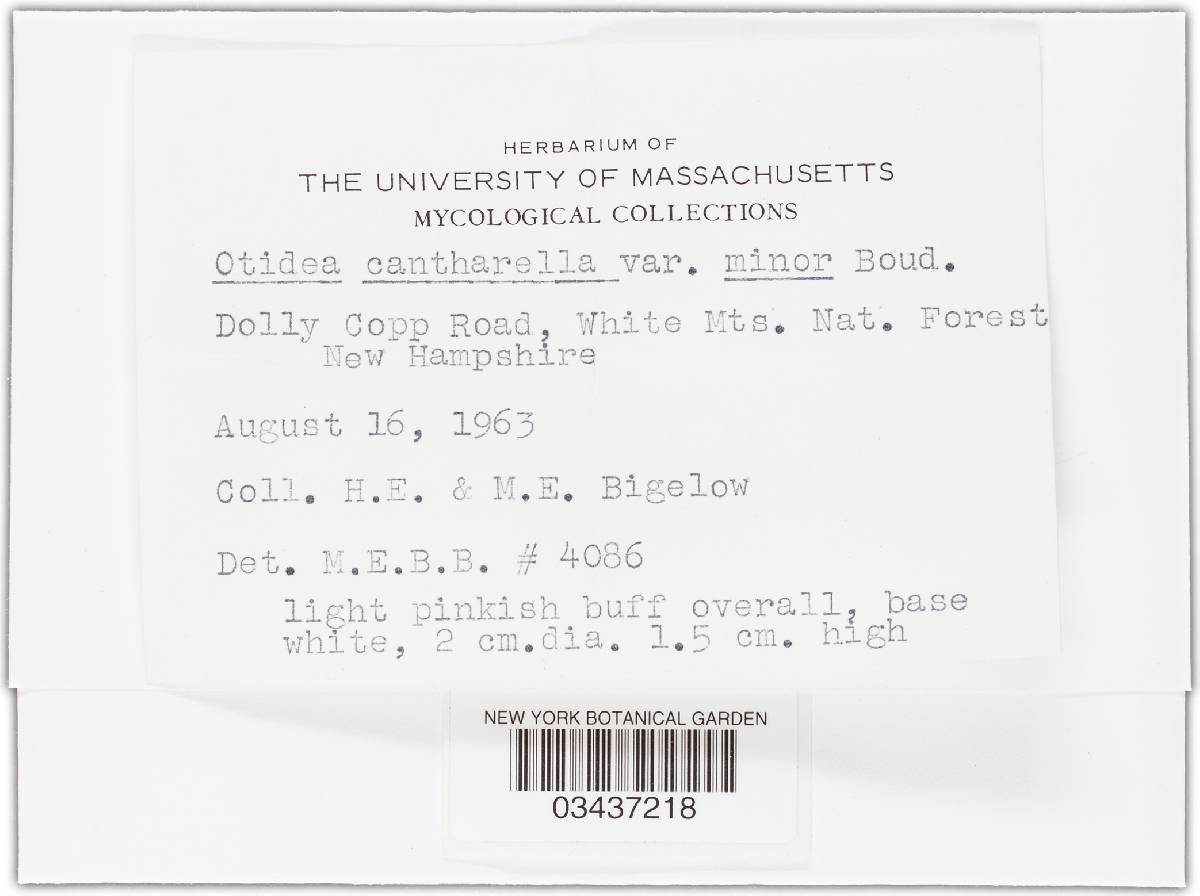 HERBARIUM OF
THE UNIVERSITY OF MASSACHUSETTS
MYCOLOGICAL COLLECTIONS
Otidea cantharella var. minor Boud.
Dolly Copp Road, White Mts. Nat. Forest
New Hampshire
August 16, 1963
Coll. H.E. & M.E. Bigelow
Det. M.E.B.B. # 4086
light pinkish buff overall, base
white, 2 cm.dia. 1.5 cm. high
NEW YORK BOTANICAL GARDEN
03437218